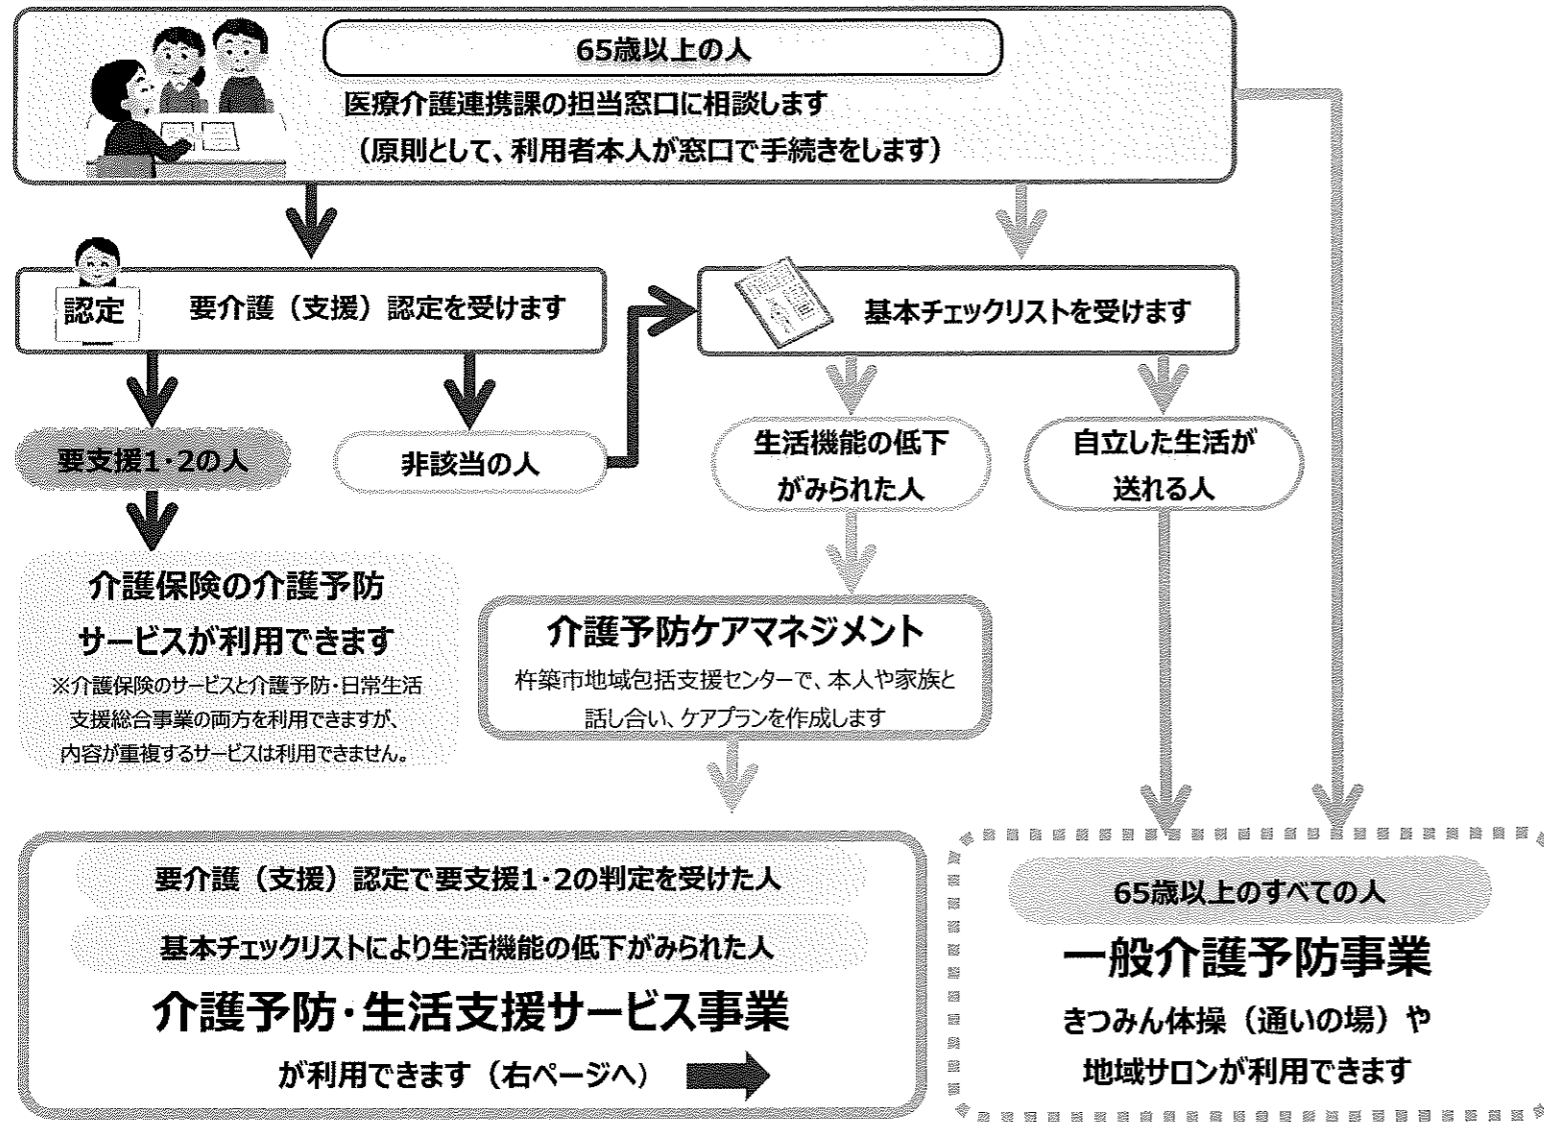 65歳以上の人
医療介護連携課の担当窓口に相談します
（原則として、利用者本人が窓口で手続きをします）
認定
要介護（支援）認定を受けます
基本チェックリストを受けます
要支援1・2の人
非該当の人
生活機能の低下
がみられた人
自立した生活が
送れる人
介護保険の介護予防
サービスが利用できます
※介護保険のサービスと介護予防・日常生活
支援総合事業の両方を利用できますが、
内容が重複するサービスは利用できません。
介護予防ケアマネジメント
杵築市地域包括支援センターで、本人や家族と
話し合い、ケアプランを作成します
要介護（支援）認定で要支援1・2の判定を受けた人
基本チェックリストにより生活機能の低下がみられた人
介護予防・生活支援サービス事業
が利用できます（右ページへ）
65歳以上のすべての人
一般介護予防事業
きつみん体操（通いの場）や
地域サロンが利用できます